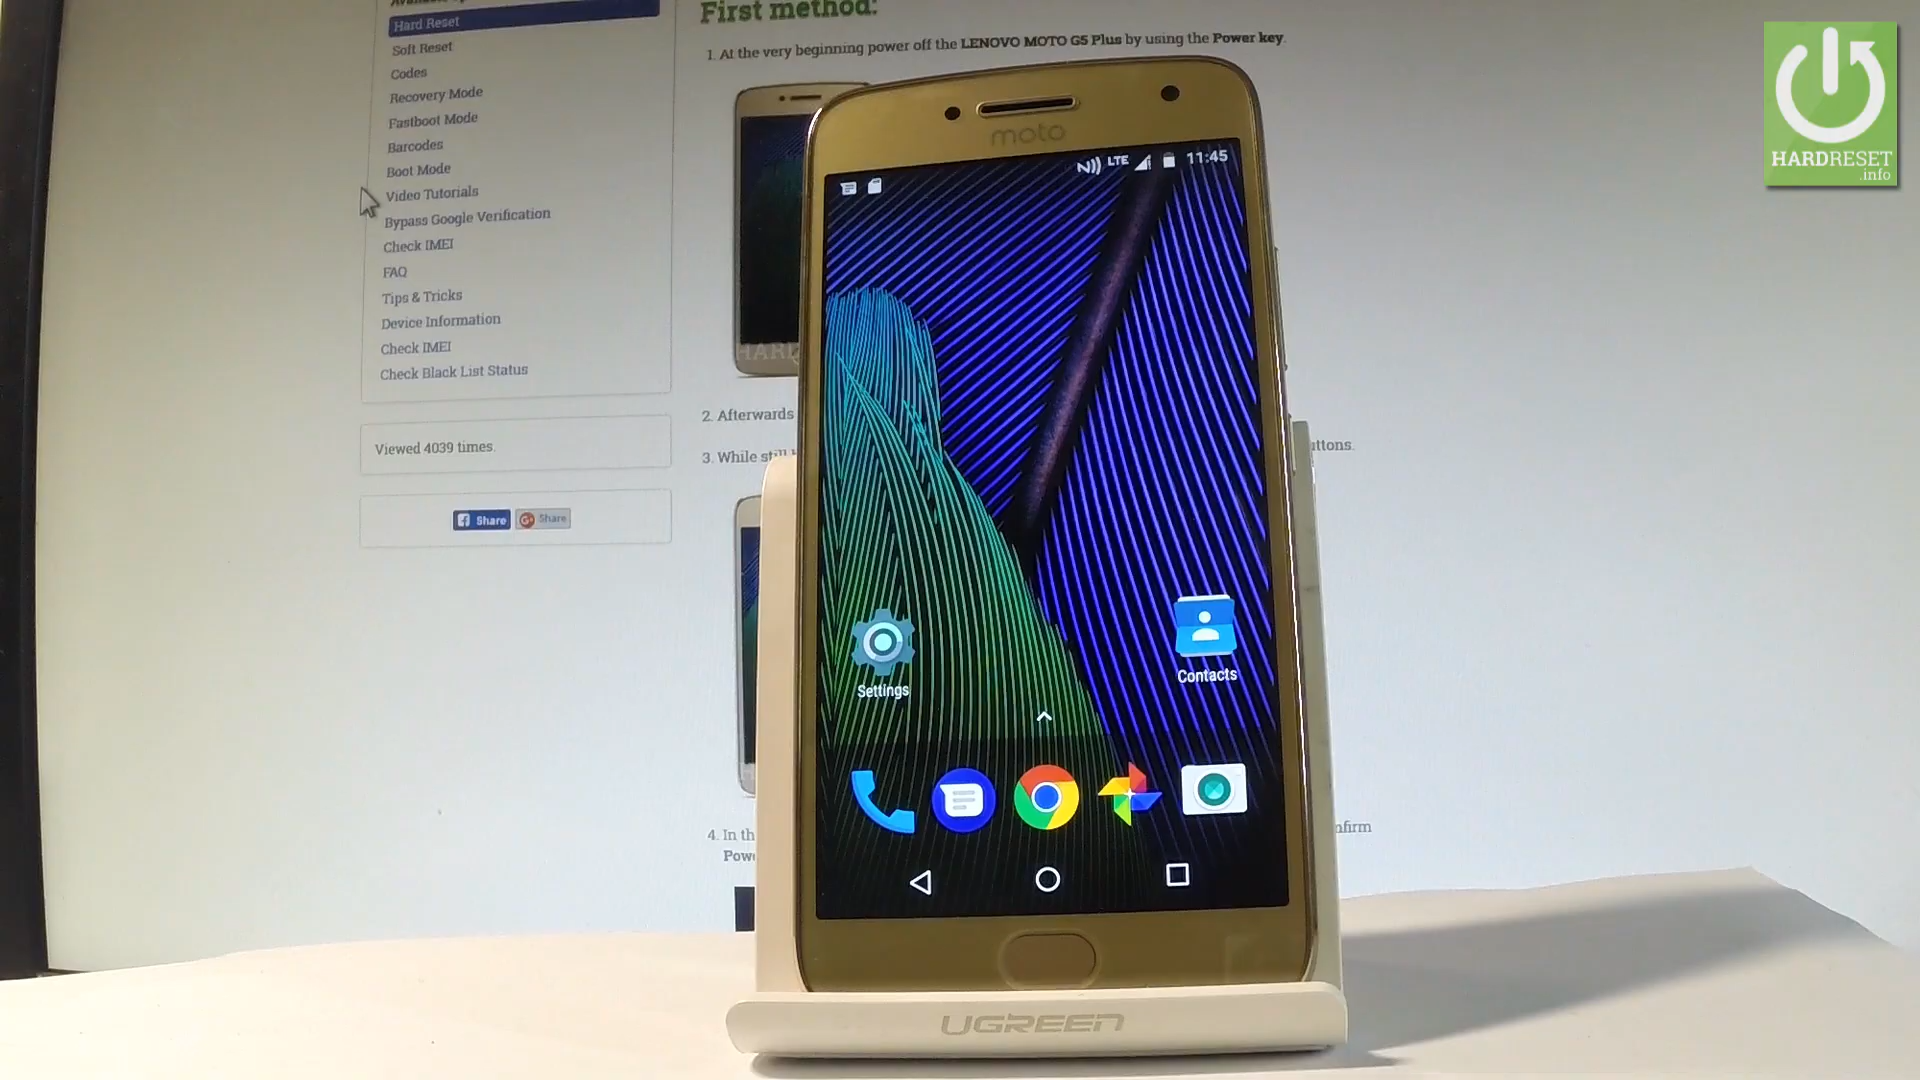 Hard Reset
Soft Reset
Codes
Recovery Mode
Fastboot Mode
Barcodes
Boot Mode
Video Tutorials
Bypass Google Verification
Check IMEI
FAQ
Tips & Tricks
Device Information
Check IMEI
Check Black List Status
Viewed 4039 times.
Share
Share
First method:
1. At the very beginning power off the LENOVO MOTO G5 Plus by using the Power key.
2. Afterwards
3. While still
4. In th
moto
LTE 11:45
Settings
Contacts
UGREEN
HARDRESET
.info